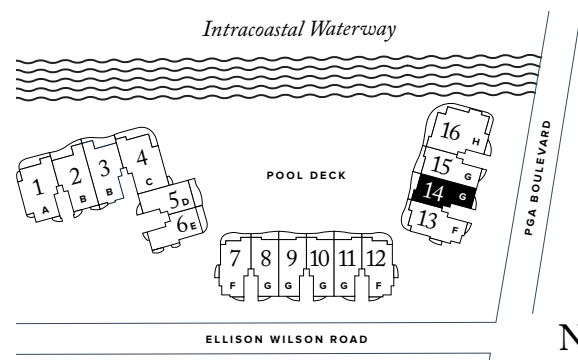 Intracoastal Waterway
1
A
2
B
3
B
4
C
5 D
6 E
POOL DECK
16 H
15 G
14 G
13 F
PGA BOULEVARD
7 8 9 10 11 12
F G G G G F
ELLISON WILSON ROAD
N